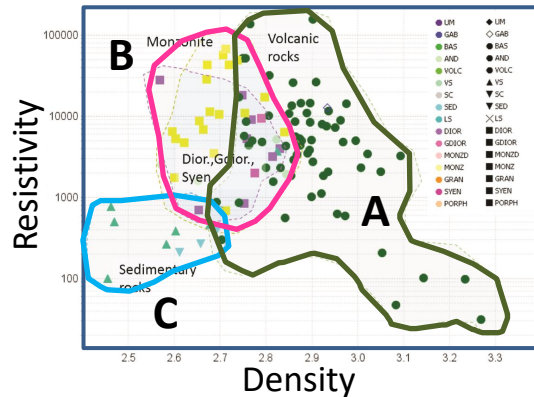 B
Monzonite
Volcanic
rocks
100000
10000
1000
100
Resistivity
Dior.,Gdior.,
Syen
A
Sedimentary
rocks
C
2.5 2.6 2.7 2.8 2.9 3.0 3.1 3.2 3.3
Density
UM UM
GAB GAB
BAS BAS
AND AND
VOLC VOLC
VS VS
SC SC
SED SED
LS LS
DIOR DIOR
GDIOR GDIOR
MONZD MONZD
MONZ MONZ
GRAN GRAN
SYEN SYEN
PORPH PORPH